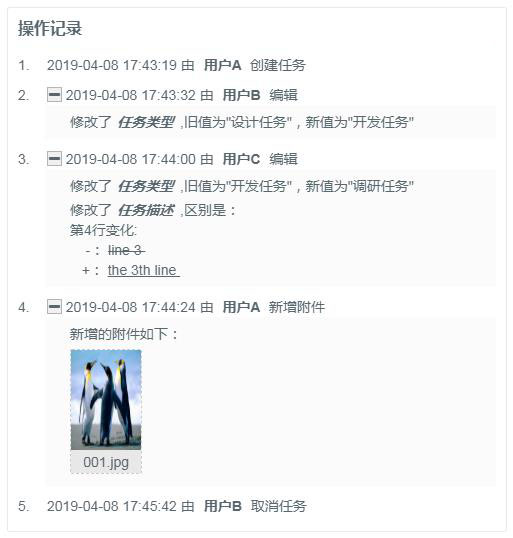 操作记录
1. 2019-04-08 17:43:19 由 用户A 创建任务
2. 2019-04-08 17:43:32 由 用户B 编辑
修改了 任务类型 ,旧值为"设计任务"，新值为"开发任务"
3. 2019-04-08 17:44:00 由 用户C 编辑
修改了 任务类型 ,旧值为"开发任务"，新值为"调研任务"
修改了 任务描述 ,区别是：
第4行变化:
-： line 3
+： the 3th line
4. 2019-04-08 17:44:24 由 用户A 新增附件
新增的附件如下：
001.jpg
5. 2019-04-08 17:45:42 由 用户B 取消任务